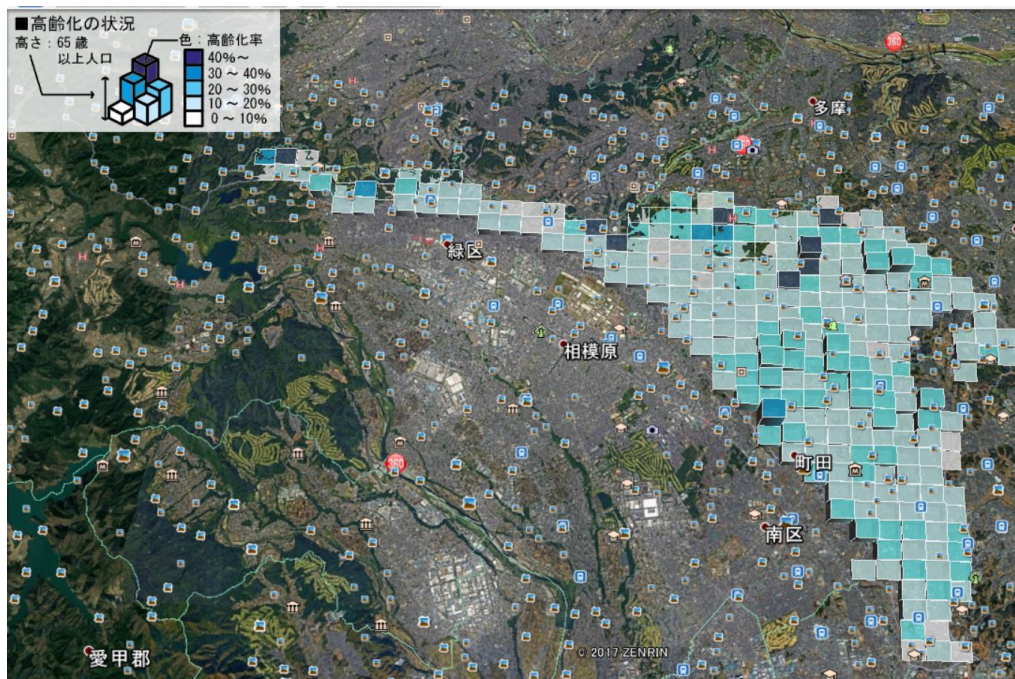 ■高齢化の状況
高さ：65 歳
以上人口
色：高齢化率
40%～
30 ～ 40%
20 ～ 30%
10 ～ 20%
0 ～ 10%
360
多摩
H
H
H
緑区
H
H
H
相模原
360
町田
南区
愛甲郡
© 2017 ZENRIN